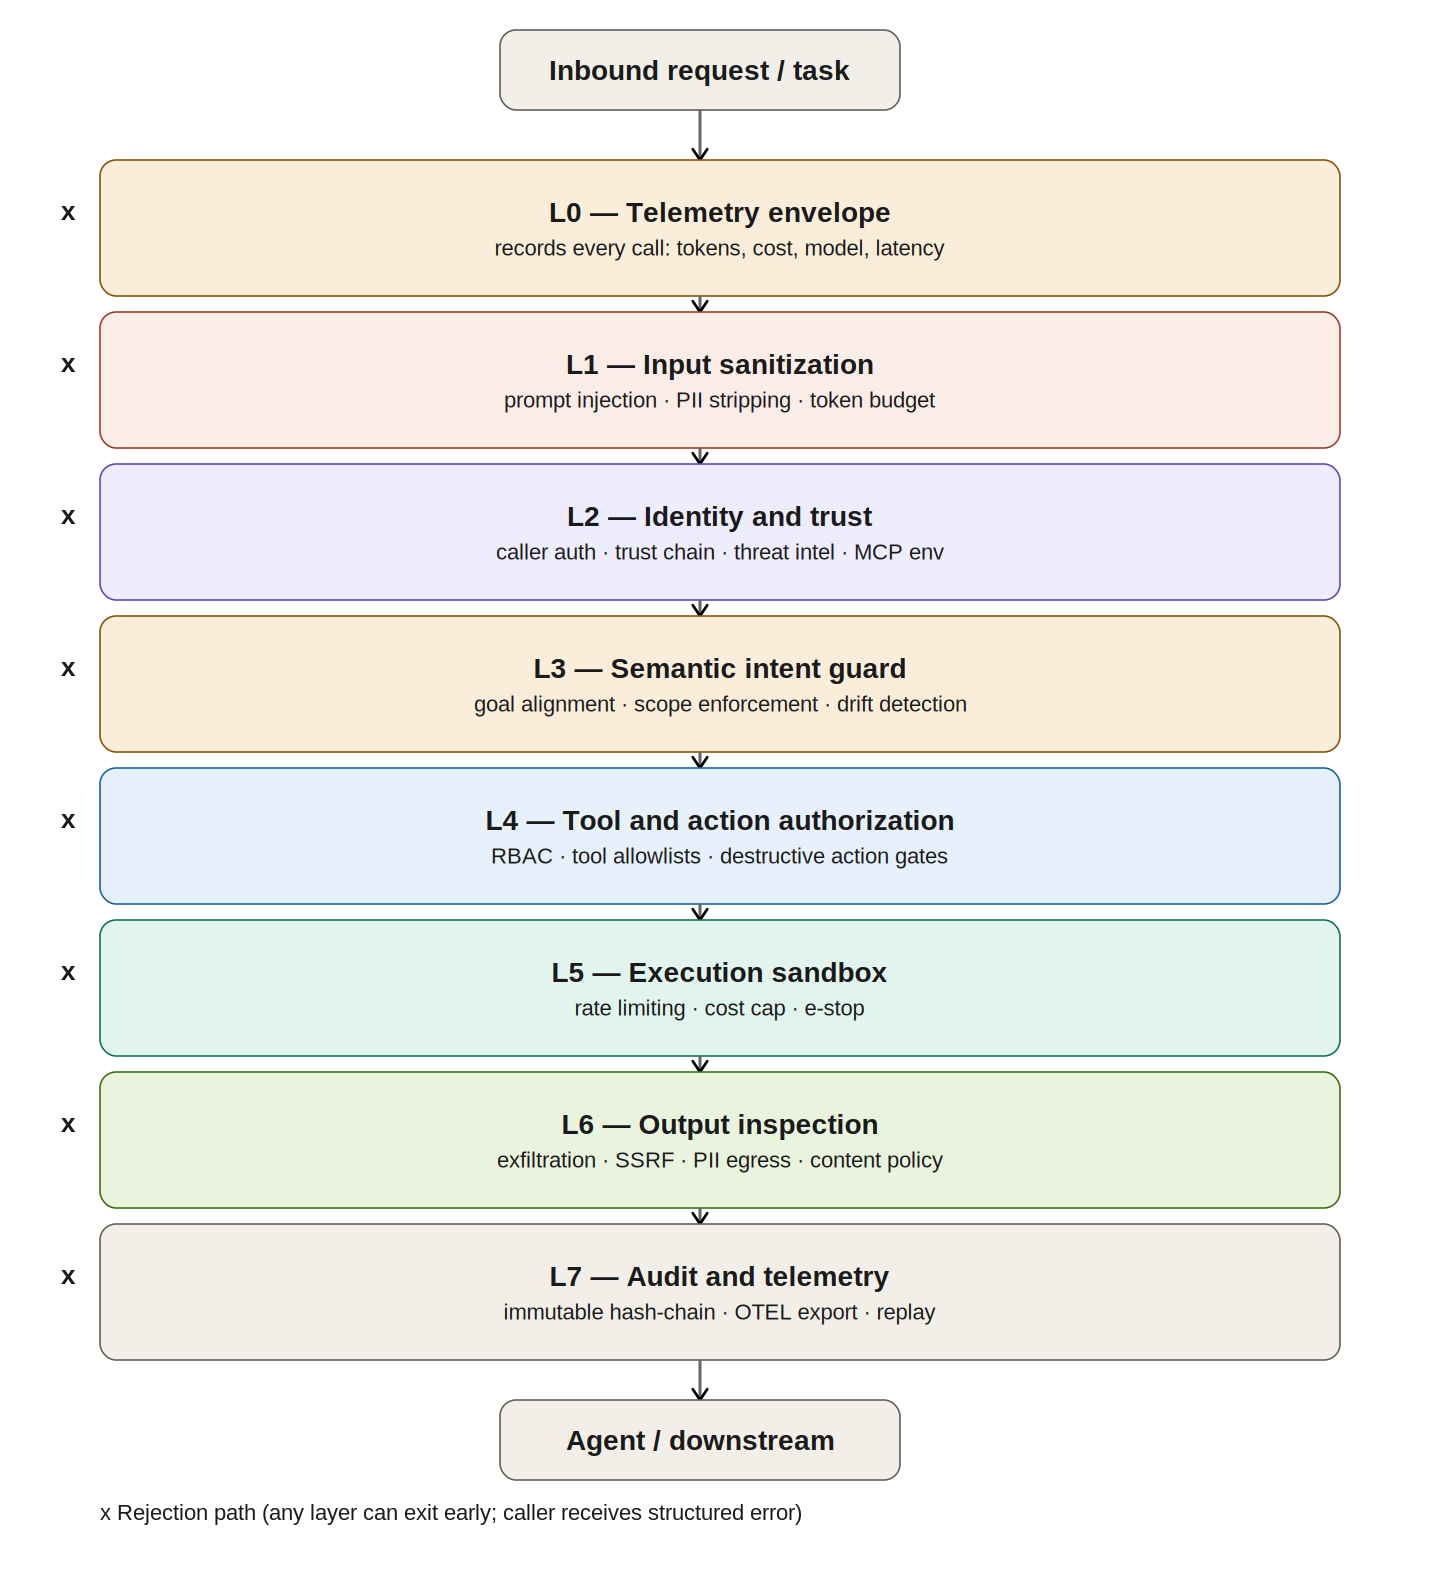 Inbound request / task
x
L0 — Telemetry envelope
records every call: tokens, cost, model, latency
x
L1 — Input sanitization
prompt injection · PII stripping · token budget
x
L2 — Identity and trust
caller auth · trust chain · threat intel · MCP env
x
L3 — Semantic intent guard
goal alignment · scope enforcement · drift detection
x
L4 — Tool and action authorization
RBAC · tool allowlists · destructive action gates
x
L5 — Execution sandbox
rate limiting · cost cap · e-stop
x
L6 — Output inspection
exfiltration · SSRF · PII egress · content policy
x
L7 — Audit and telemetry
immutable hash-chain · OTEL export · replay
Agent / downstream
x Rejection path (any layer can exit early; caller receives structured error)